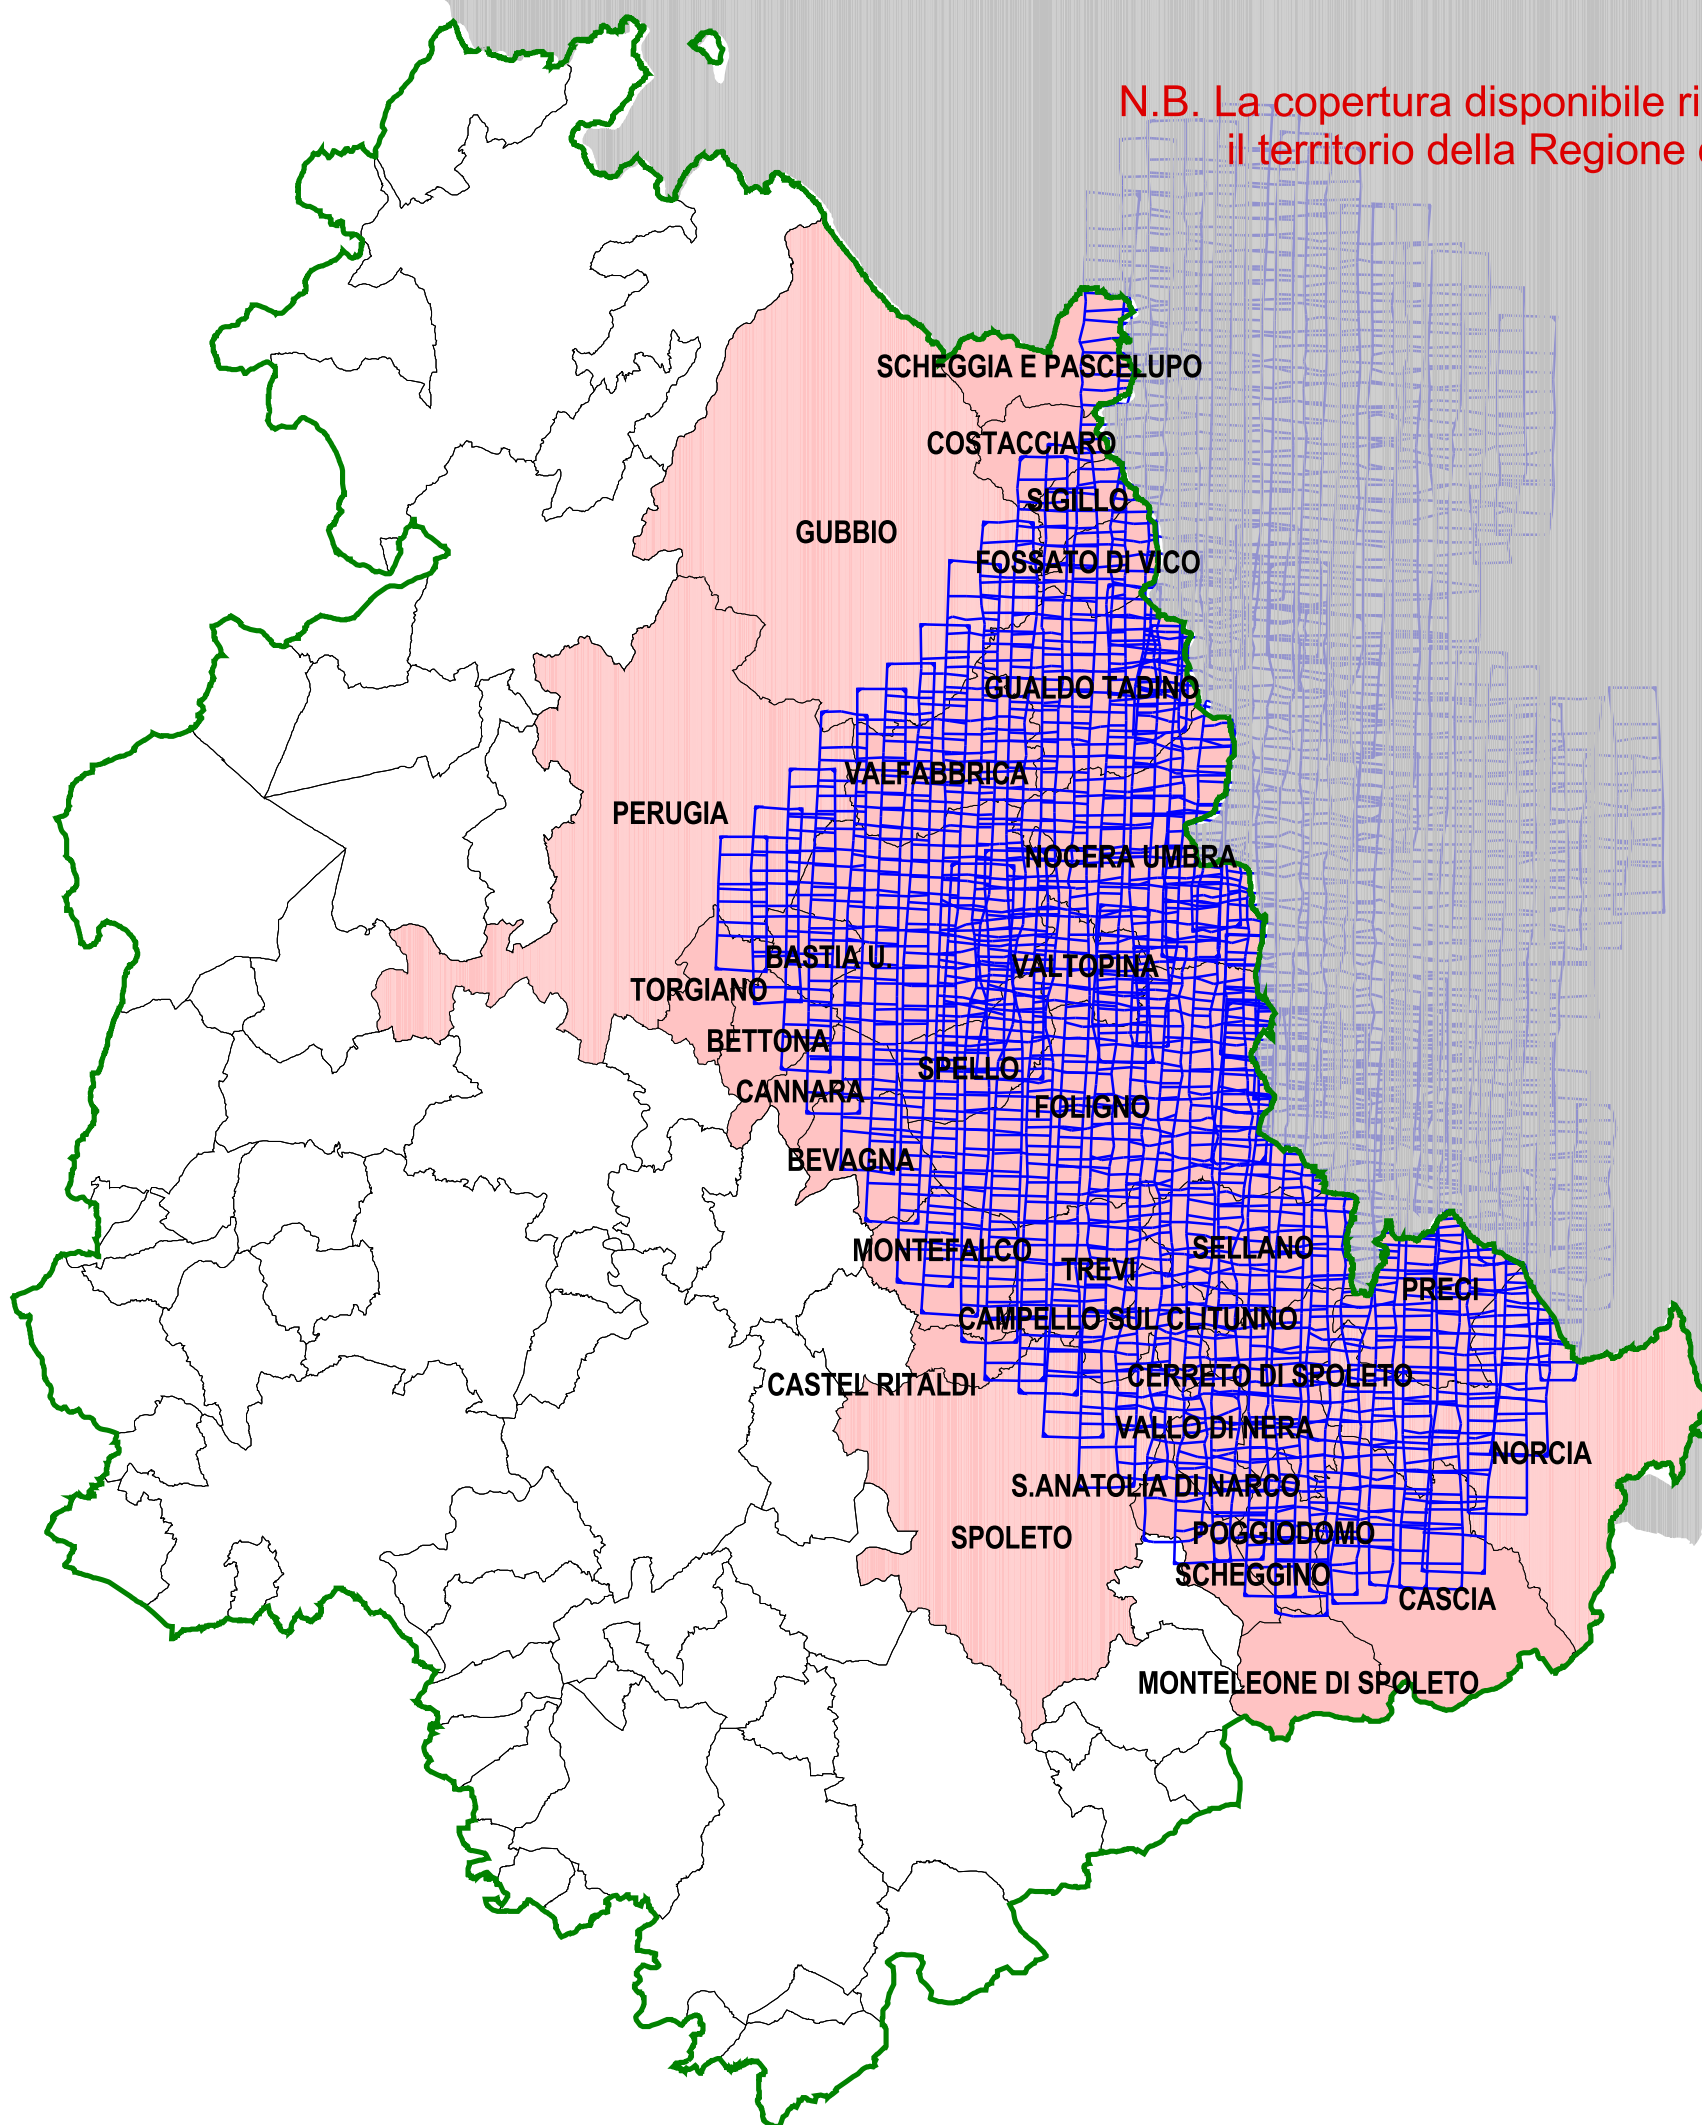 N.B. La copertura disponibile ri
il territorio della Regione
SCHEGGIA E PASCELUPO
COSTACCIARO
SIGILLO
GUBBIO
FOSSATO DI VICO
GUALDO TADINO
VALFABBRICA
PERUGIA
NOCERA UMBRA
BASTIA U.
VALTOPINA
TORGIANO
BETTONA
SPELLO
CANNARA
FOLIGNO
BEVAGNA
MONTEFALCO
SELLANO
TREVI
PRECI
CAMPELLO SUL CLITUNNO
CERRETO DI SPOLETO
CASTEL RITALDI
VALLO DI NERA
NORCIA
S.ANATOLIA DI NARCO
POGGIODOMO
SPOLETO
SCHEGGINO
CASCIA
MONTELEONE DI SPOLETO